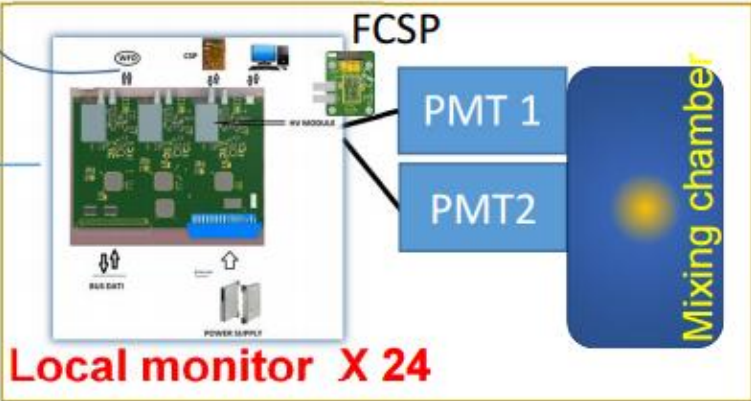 FCSP
WFD
CSP
HV MODULE
PMT 1
PMT2
Mixing chamber
BUS DATI
POWER SUPPLY
Local monitor X 24